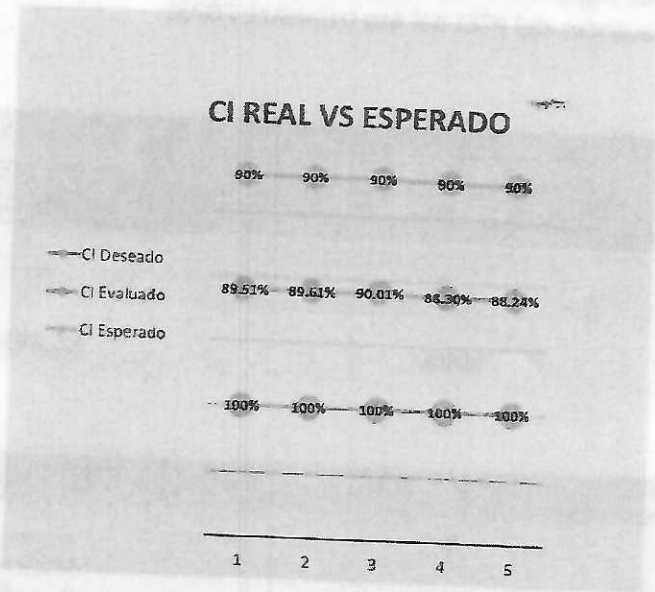 CI REAL VS ESPERADO
90% 90% 90% 90% 90%
CI Deseado
CI Evaluado
CI Esperado
89.51% 89.61% 90.01% 86.30% 88.24%
100% 100% 100% 100% 100%
1 2 3 4 5